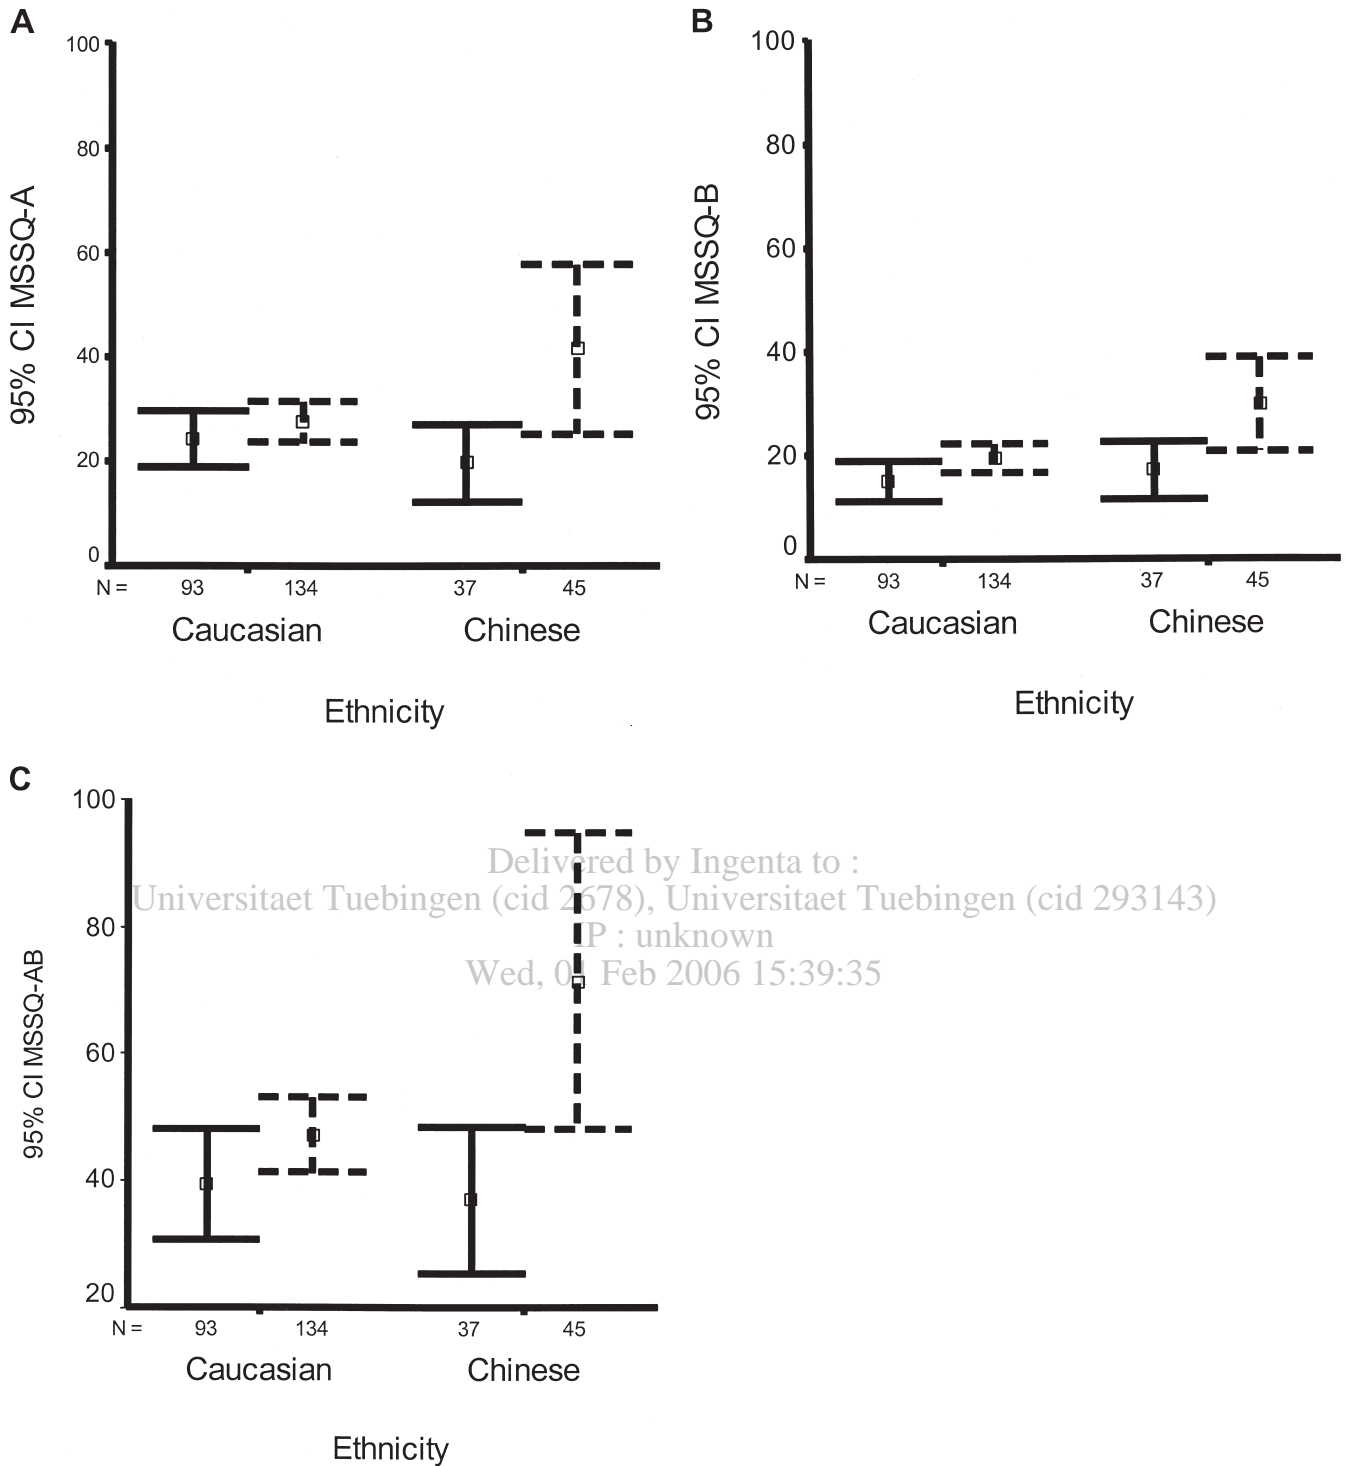 A
100
80
60
40
20
0
95% CI MSSQ-A
N = 93 134 37 45
Caucasian Chinese
Ethnicity
B
100
80
60
40
20
0
95% CI MSSQ-B
N = 93 134 37 45
Caucasian Chinese
Ethnicity
C
100
80
60
40
20
95% CI MSSQ-AB
N = 93 134 37 45
Caucasian Chinese
Ethnicity
Delivered by Ingenta to :
Universitaet Tuebingen (cid 2678), Universitaet Tuebingen (cid 293143)
IP : unknown
Wed, 01 Feb 2006 15:39:35